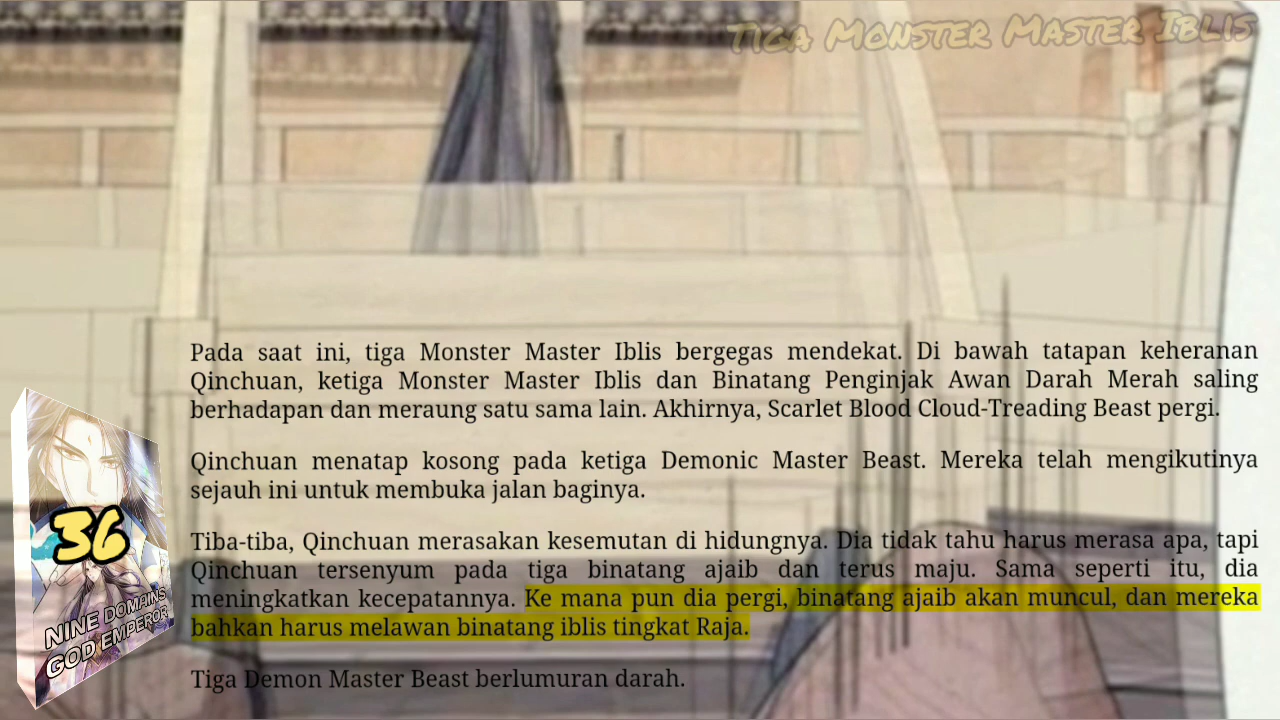 Tiga Monster Master Iblis
Pada saat ini, tiga Monster Master Iblis bergegas mendekat. Di bawah tatapan keheranan
Qinchuan, ketiga Monster Master Iblis dan Binatang Penginjak Awan Darah Merah saling
berhadapan dan meraung satu sama lain. Akhirnya, Scarlet Blood Cloud-Treading Beast pergi.
Qinchuan menatap kosong pada ketiga Demonic Master Beast. Mereka telah mengikutinya
sejauh ini untuk membuka jalan baginya.
Tiba-tiba, Qinchuan merasakan kesemutan di hidungnya. Dia tidak tahu harus merasa apa, tapi
Qinchuan tersenyum pada tiga binatang ajaib dan terus maju. Sama seperti itu, dia
meningkatkan kecepatannya. Ke mana pun dia pergi, binatang ajaib akan muncul, dan mereka
bahkan harus melawan binatang iblis tingkat Raja.
Tiga Demon Master Beast berlumuran darah.
36
NINE DOMAINS
GOD EMPEROR